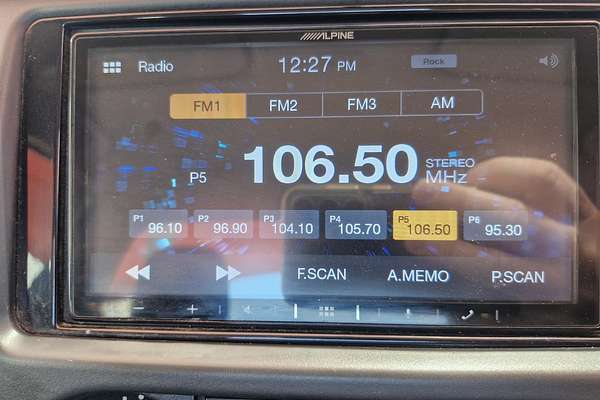 ALPINE
Radio 12:27 PM Rock
FM1 FM2 FM3 AM
P5 106.50 STEREO
MHz
P1 96.10 P2 96.90 P3 104.10 P4 105.70 P5 106.50 P6 95.30
F.SCAN A.MEMO P.SCAN
− +